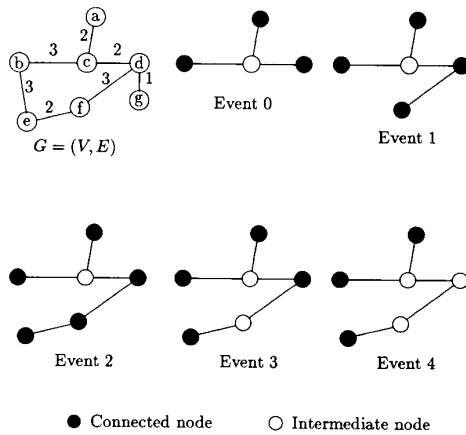 a
2
b 3 c 2 d
3 3 1
e 2 f g
G = (V, E)
Event 0
Event 1
Event 2
Event 3
Event 4
Connected node
Intermediate node